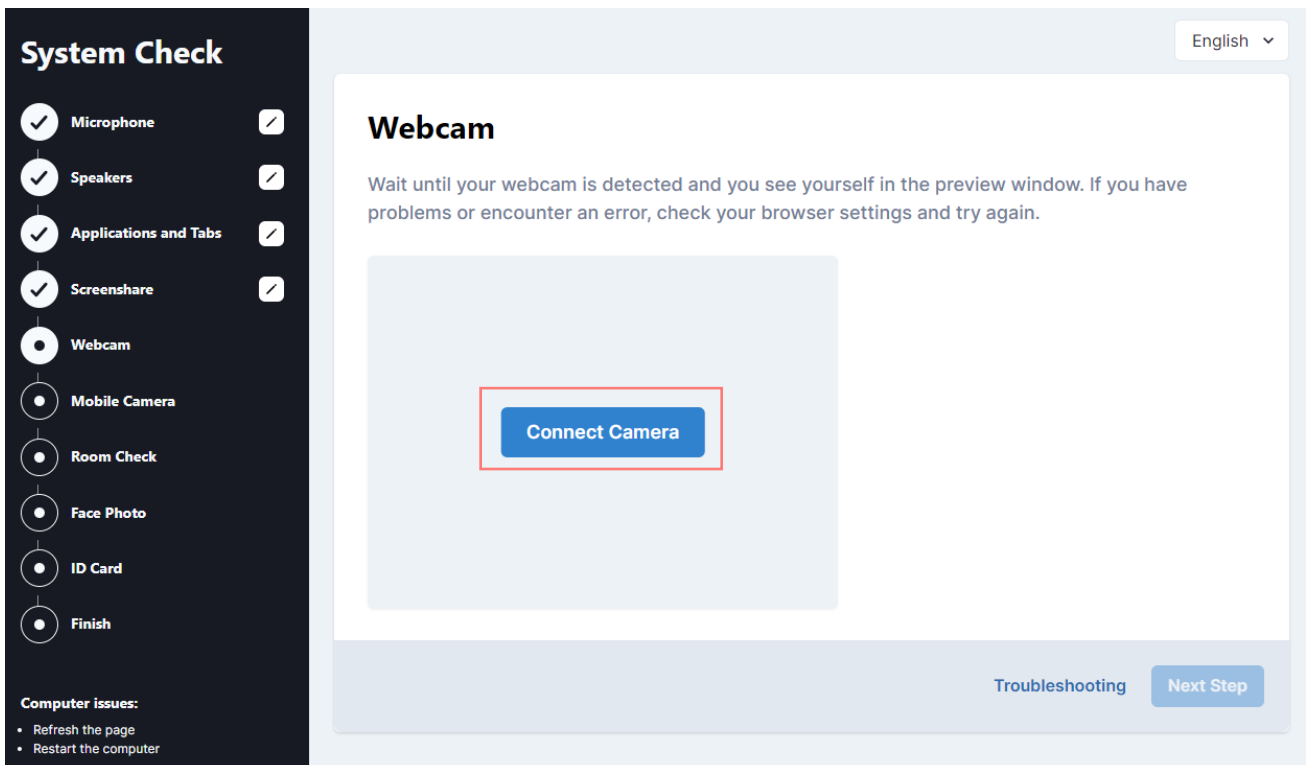 System Check
Microphone
Speakers
Applications and Tabs
Screenshare
Webcam
Mobile Camera
Room Check
Face Photo
ID Card
Finish
Computer issues:
• Refresh the page
• Restart the computer
English
Webcam
Wait until your webcam is detected and you see yourself in the preview window. If you have
problems or encounter an error, check your browser settings and try again.
Connect Camera
Troubleshooting
Next Step